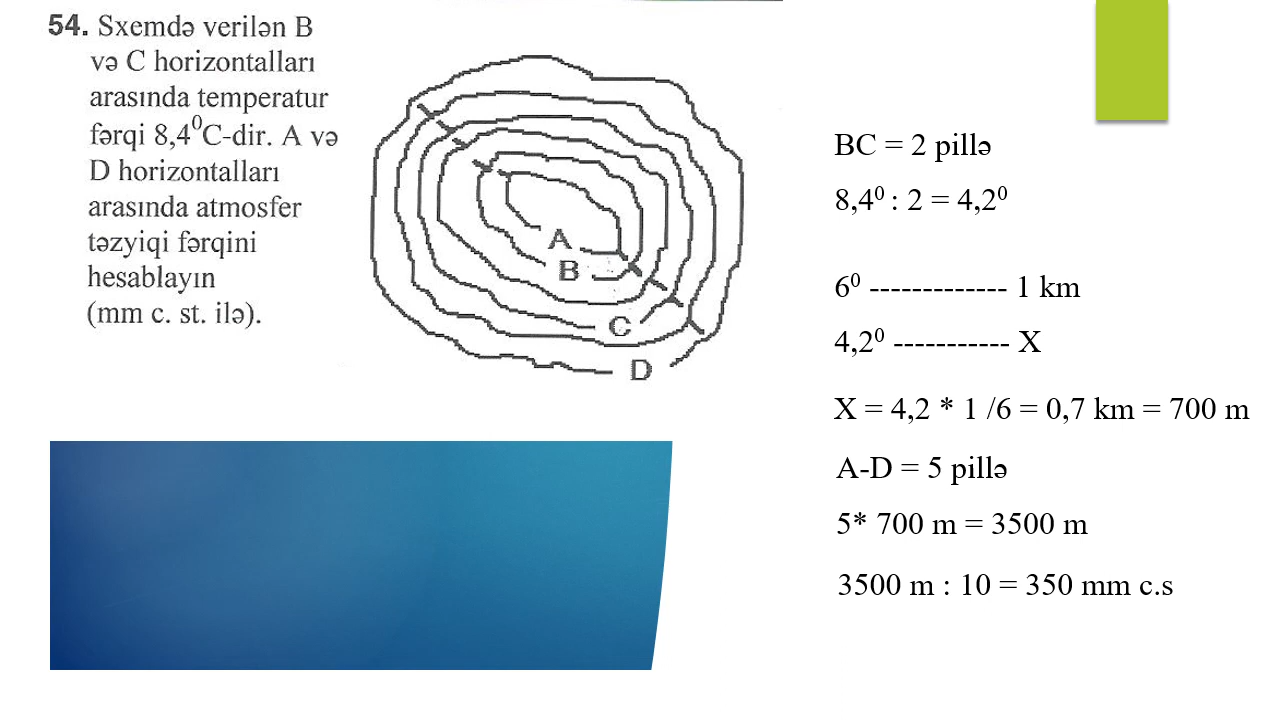 54. Sxemdə verilən B
və C horizontalları
arasında temperatur
fərqi 8,4⁰C-dir. A və
D horizontalları
arasında atmosfer
təzyiqi fərqini
hesablayın
(mm c. st. ilə).
A
B
C
D
BC = 2 pillə
8,4⁰ : 2 = 4,2⁰
6⁰ ------------- 1 km
4,2⁰ ----------- X
X = 4,2 * 1 /6 = 0,7 km = 700 m
A-D = 5 pillə
5* 700 m = 3500 m
3500 m : 10 = 350 mm c.s